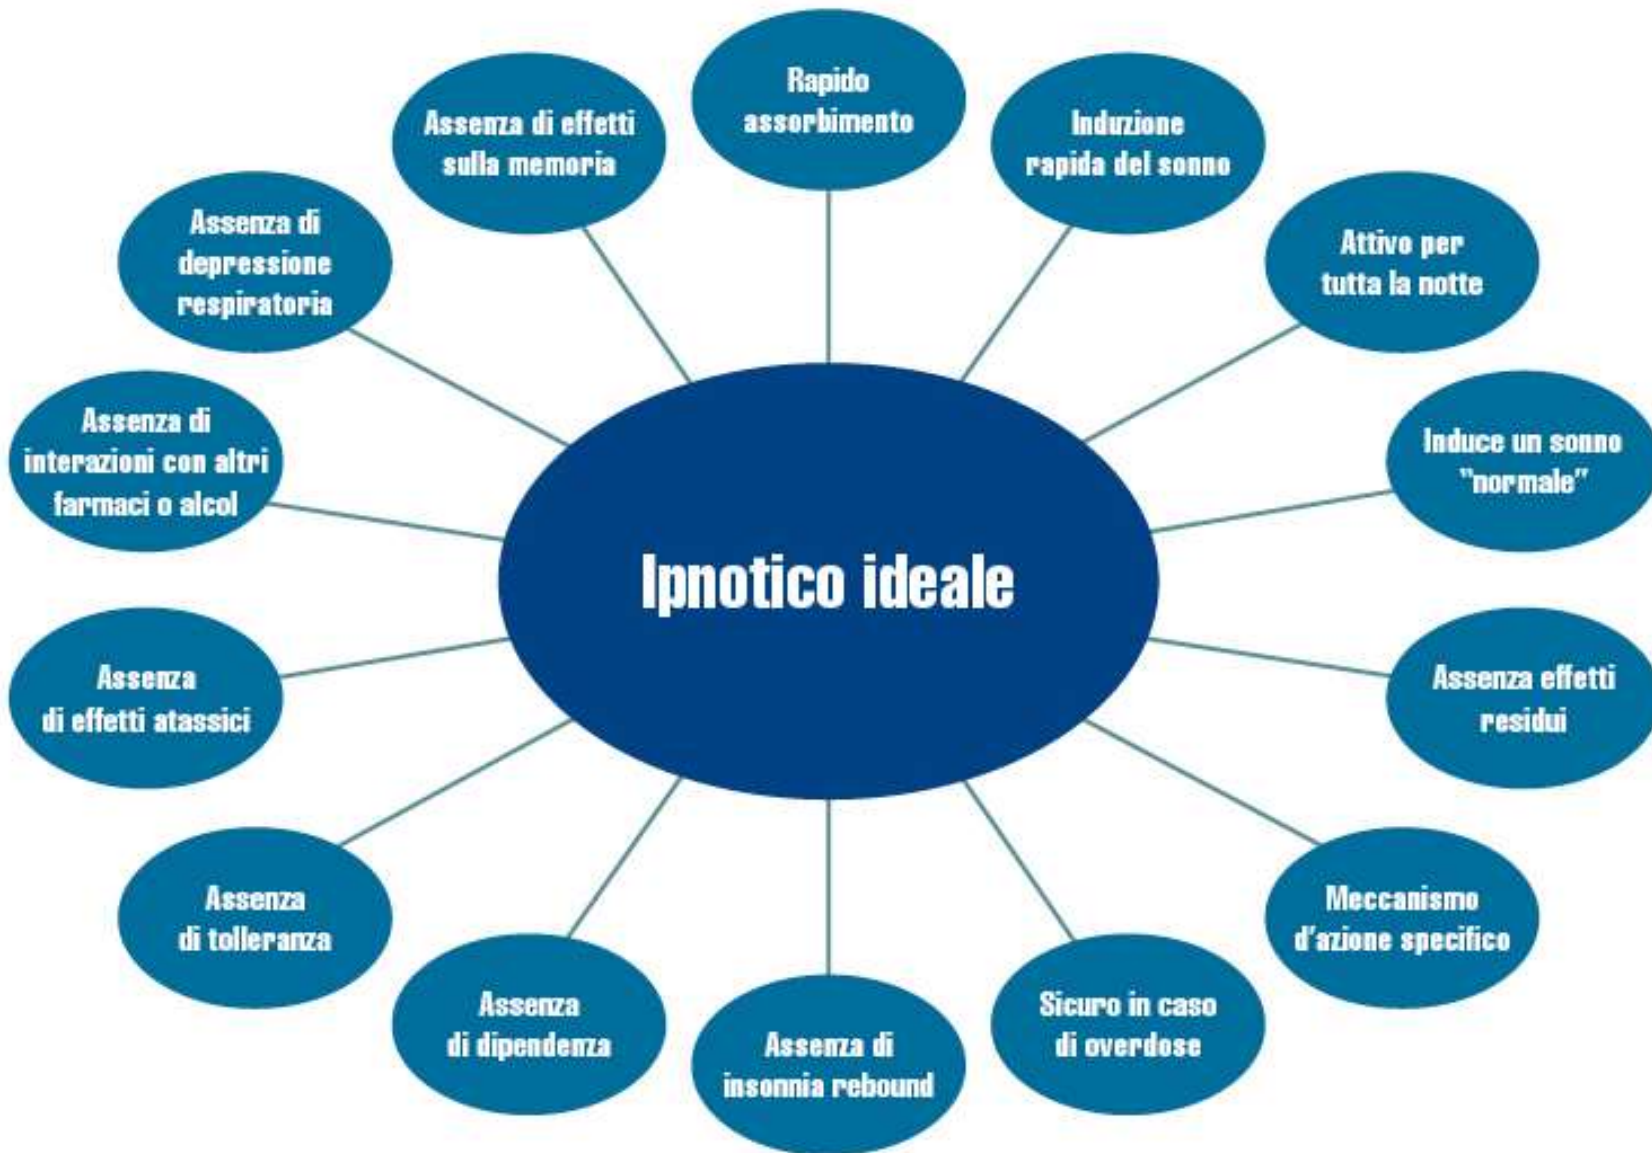 Ipnotico ideale
Rapido
assorbimento
Induzione
rapida del sonno
Attivo per
tutta la notte
Induce un sonno
"normale"
Assenza effetti
residui
Meccanismo
d'azione specifico
Sicuro in caso
di overdose
Assenza di
insonnia rebound
Assenza
di dipendenza
Assenza
di tolleranza
Assenza
di effetti atassici
Assenza di
interazioni con altri
farmaci o alcol
Assenza di
depressione
respiratoria
Assenza di effetti
sulla memoria